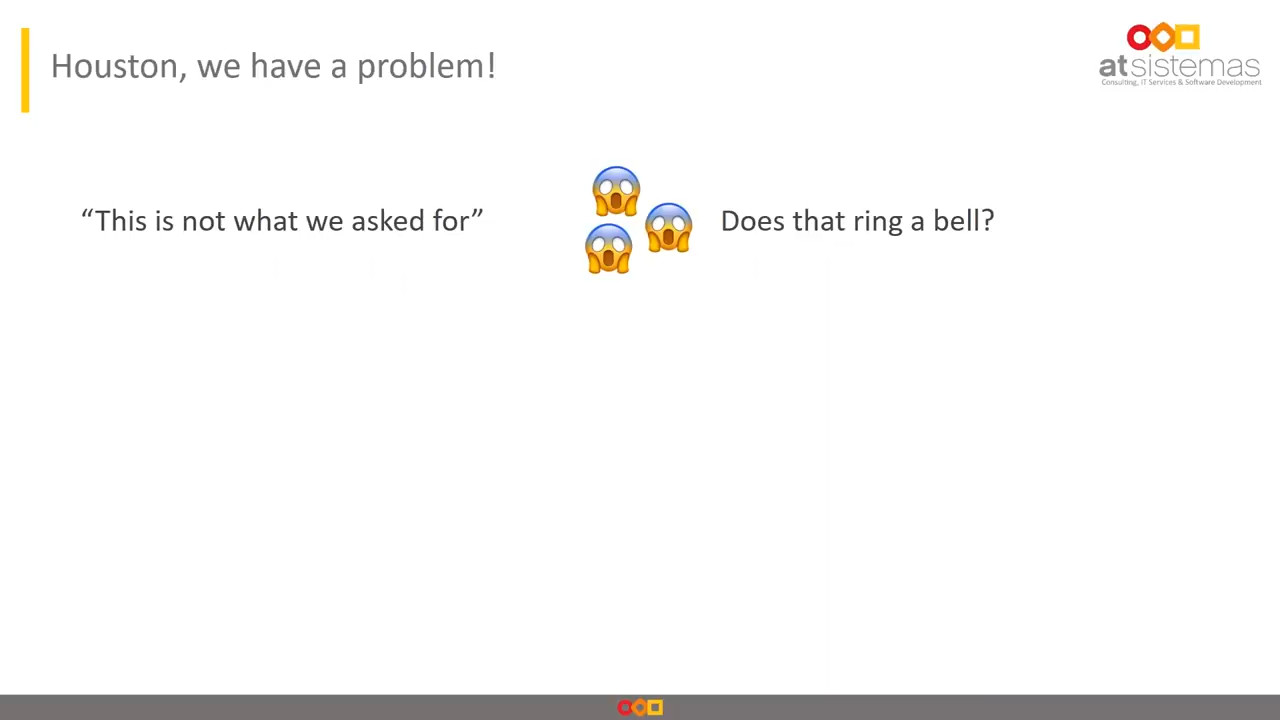 Houston, we have a problem!
atsistemas
Consulting, IT Services & Software Development
“This is not what we asked for”
Does that ring a bell?